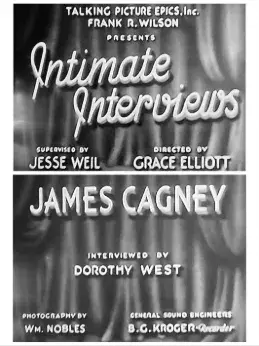 TALKING PICTURE EPICS, Inc.
FRANK R. WILSON
PRESENTS
Intimate
Interviews
SUPERVISED BY DIRECTED BY
JESSE WEIL GRACE ELLIOTT
JAMES CAGNEY
INTERVIEWED BY
DOROTHY WEST
PHOTOGRAPHY BY GENERAL SOUND ENGINEERS
WM. NOBLES B.G. KROGER-Recorder